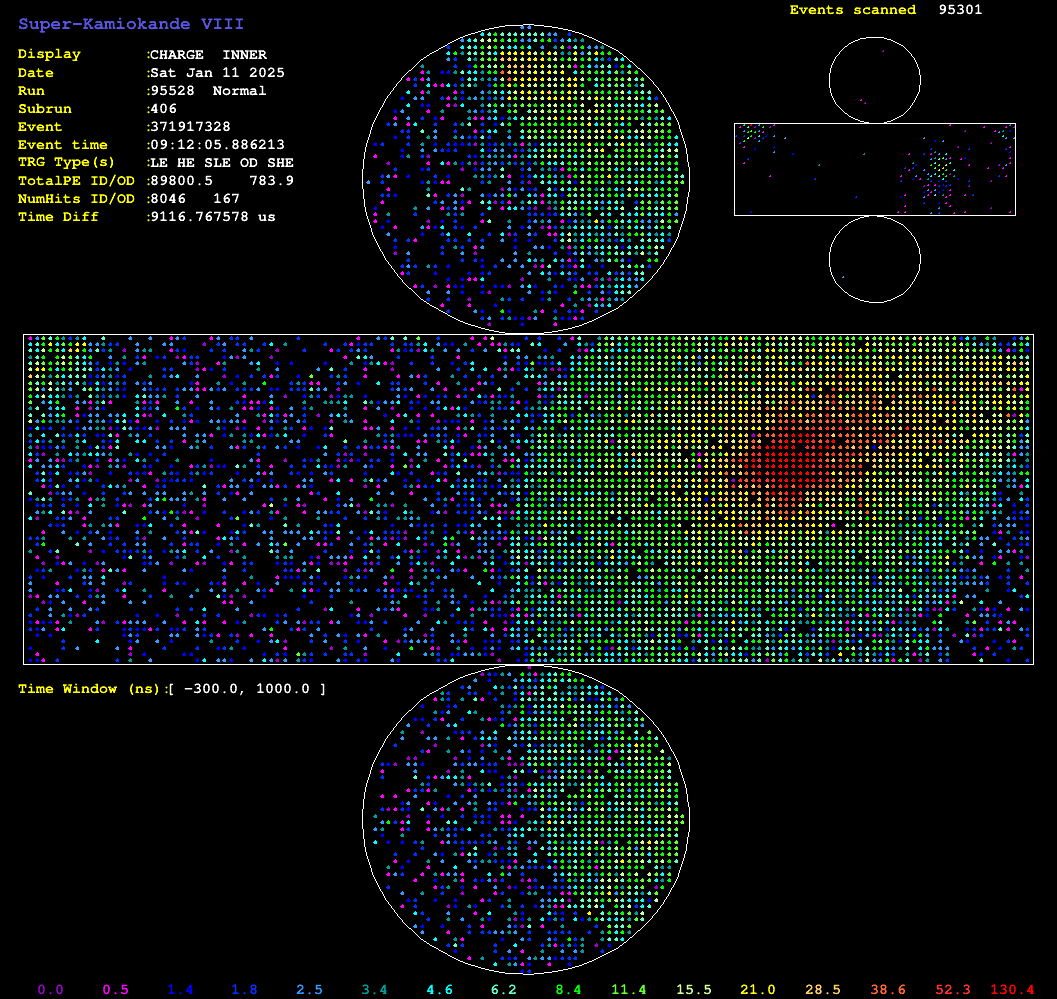 Super-Kamiokande VIII
Events scanned 95301
Display :CHARGE INNER
Date :Sat Jan 11 2025
Run :95528 Normal
Subrun :406
Event :371917328
Event time :09:12:05.886213
TRG Type(s) :LE HE SLE OD SHE
TotalPE ID/OD :89800.5 783.9
NumHits ID/OD :8046 167
Time Diff :9116.767578 us
Time Window (ns):[ -300.0, 1000.0 ]
0.0 0.5 1.4 1.8 2.5 3.4 4.6 6.2 8.4 11.4 15.5 21.0 28.5 38.6 52.3 130.4